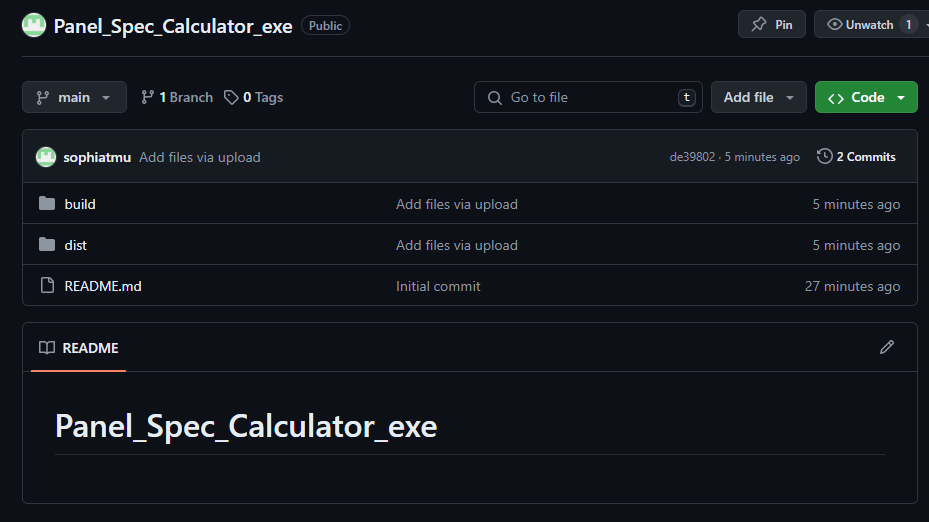 Panel_Spec_Calculator_exe Public Pin Unwatch 1
main 1 Branch 0 Tags Go to file t Add file Code
sophiatmu Add files via upload de39802 · 5 minutes ago 2 Commits
build Add files via upload 5 minutes ago
dist Add files via upload 5 minutes ago
README.md Initial commit 27 minutes ago
README
Panel_Spec_Calculator_exe